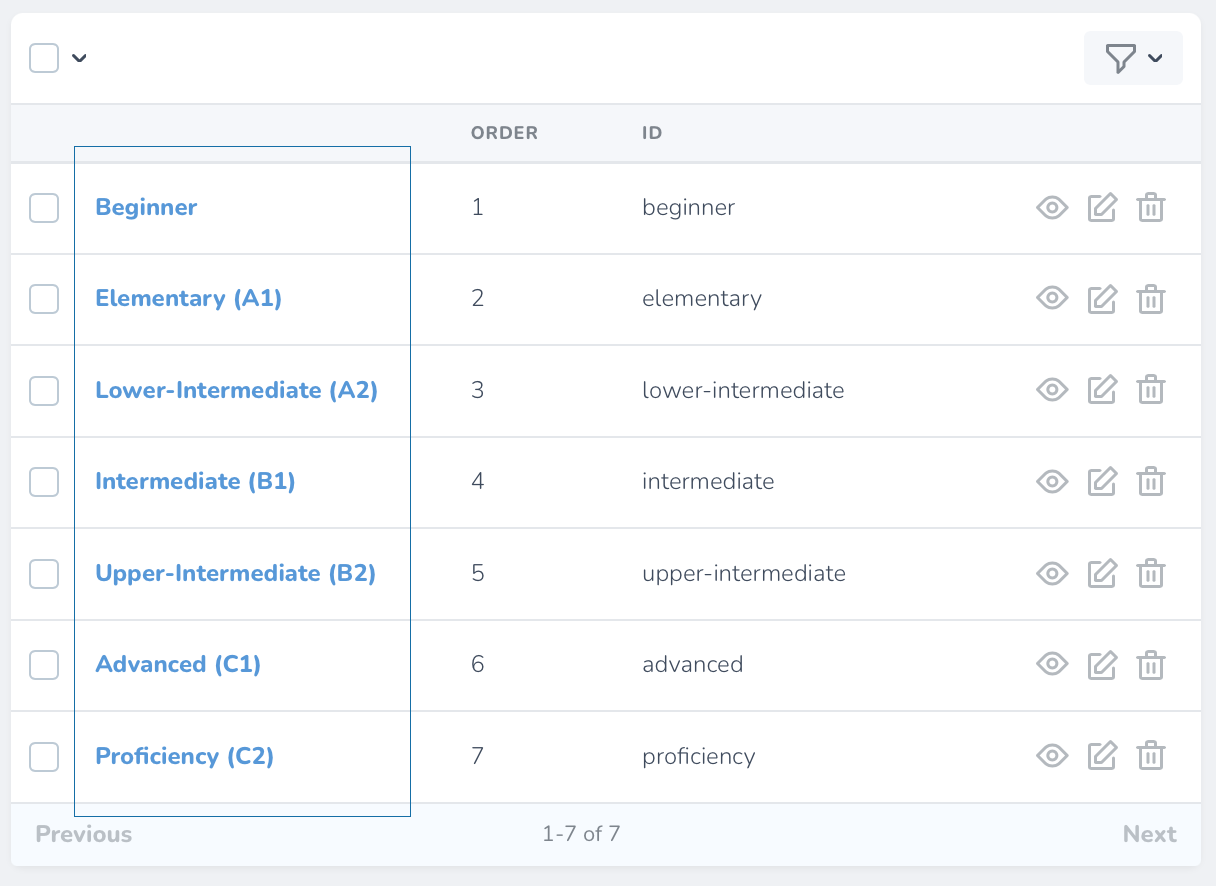 ORDER ID
Beginner 1 beginner
Elementary (A1) 2 elementary
Lower-Intermediate (A2) 3 lower-intermediate
Intermediate (B1) 4 intermediate
Upper-Intermediate (B2) 5 upper-intermediate
Advanced (C1) 6 advanced
Proficiency (C2) 7 proficiency
Previous 1-7 of 7 Next